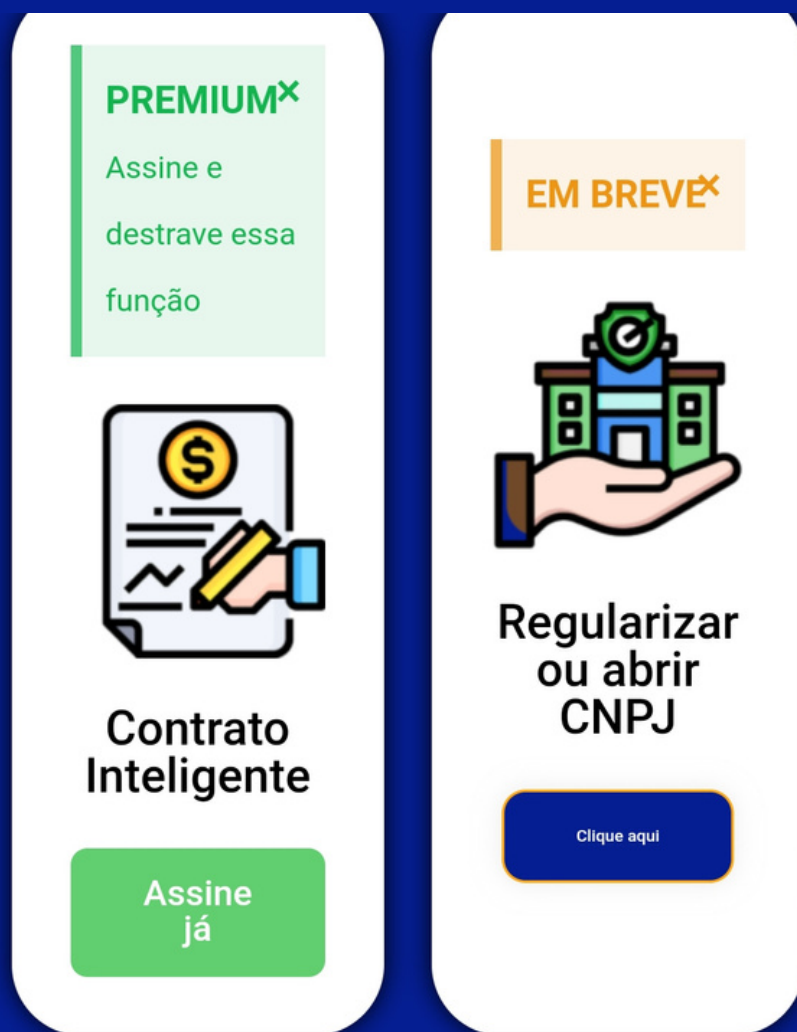 PREMIUM×
Assine e
destrave essa
função
$
Contrato
Inteligente
Assine
já
EM BREVE×
Regularizar
ou abrir
CNPJ
Clique aqui